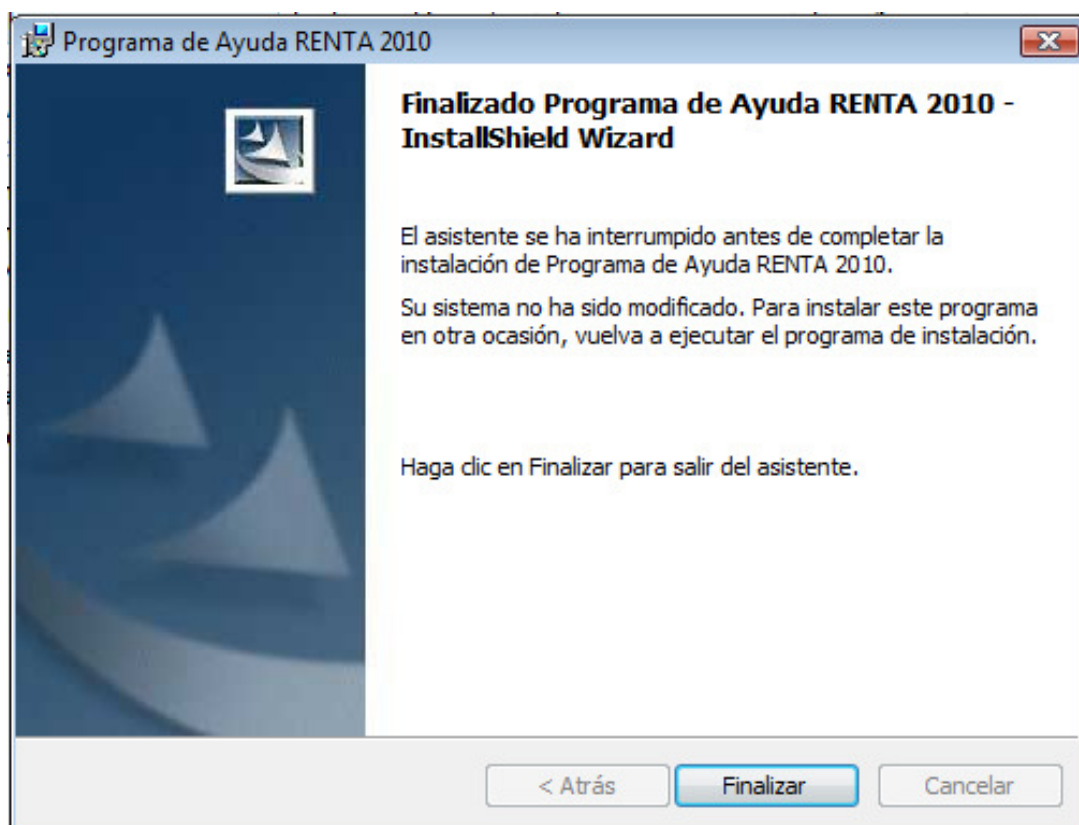 Programa de Ayuda RENTA 2010
Finalizado Programa de Ayuda RENTA 2010 -
InstallShield Wizard
El asistente se ha interrumpido antes de completar la
instalación de Programa de Ayuda RENTA 2010.
Su sistema no ha sido modificado. Para instalar este programa
en otra ocasión, vuelva a ejecutar el programa de instalación.
Haga clic en Finalizar para salir del asistente.
< Atrás Finalizar Cancelar